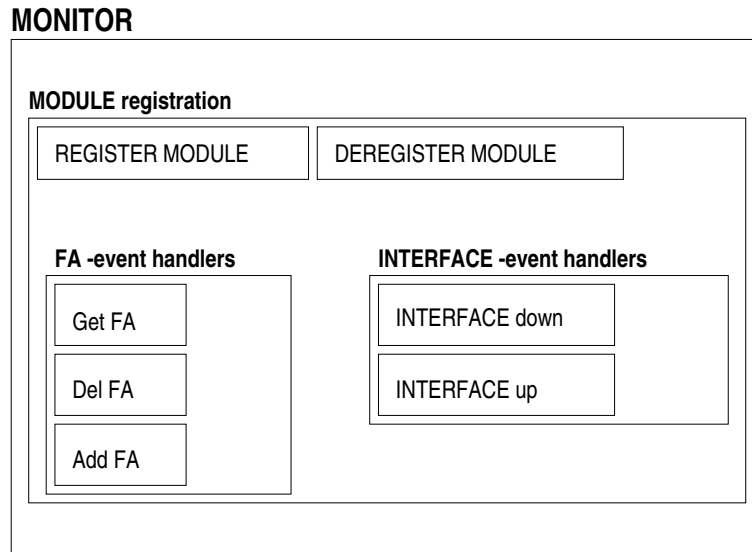 MONITOR
MODULE registration
REGISTER MODULE
DEREGISTER MODULE
FA -event handlers
INTERFACE -event handlers
Get FA
INTERFACE down
Del FA
INTERFACE up
Add FA